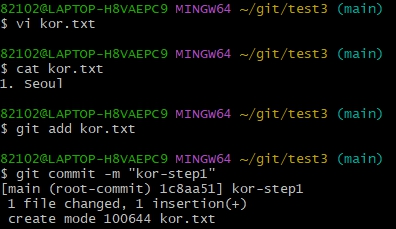 82102@LAPTOP-H8VAEPC9 MINGW64 ~/git/test3 (main)
$ vi kor.txt
82102@LAPTOP-H8VAEPC9 MINGW64 ~/git/test3 (main)
$ cat kor.txt
1. Seoul
82102@LAPTOP-H8VAEPC9 MINGW64 ~/git/test3 (main)
$ git add kor.txt
82102@LAPTOP-H8VAEPC9 MINGW64 ~/git/test3 (main)
$ git commit -m "kor-step1"
[main (root-commit) 1c8aa51] kor-step1
 1 file changed, 1 insertion(+)
 create mode 100644 kor.txt